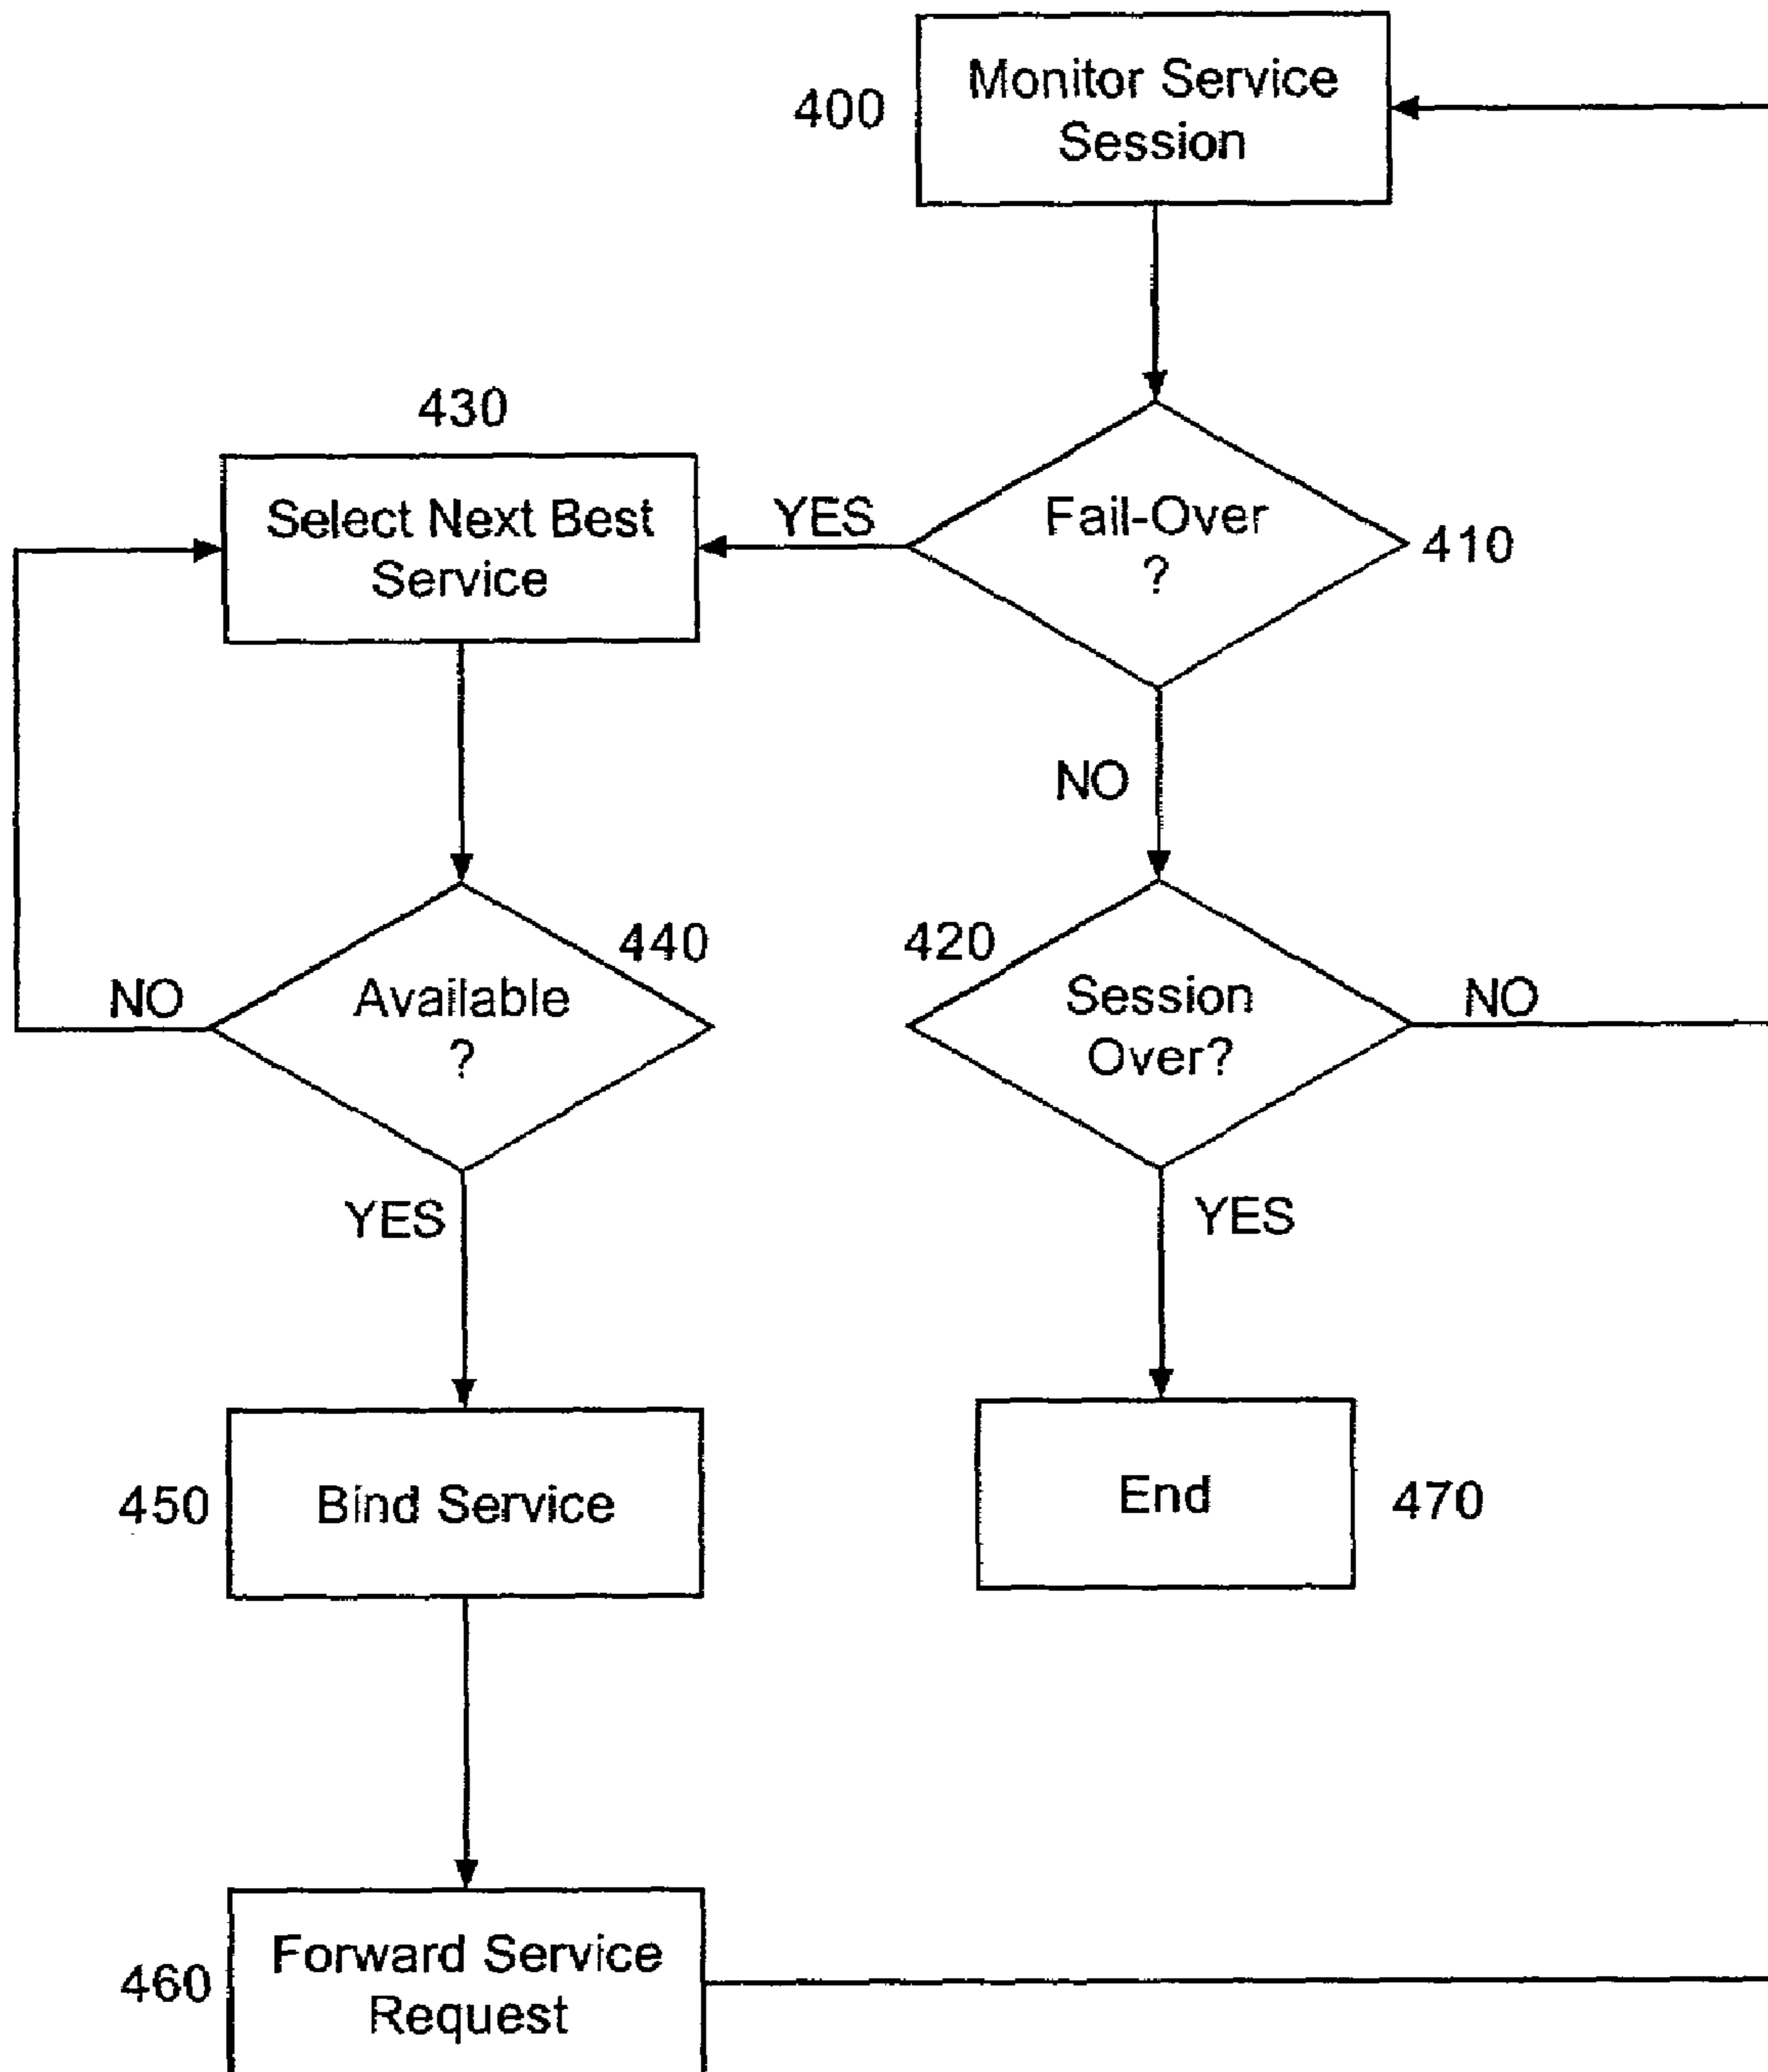 Monitor Service
Session
400
430
Select Next Best
Service
YES
Fail-Over
?
410
NO
440
Available
?
NO
420
Session
Over?
NO
YES
YES
450
Bind Service
End
470
460
Forward Service
Request